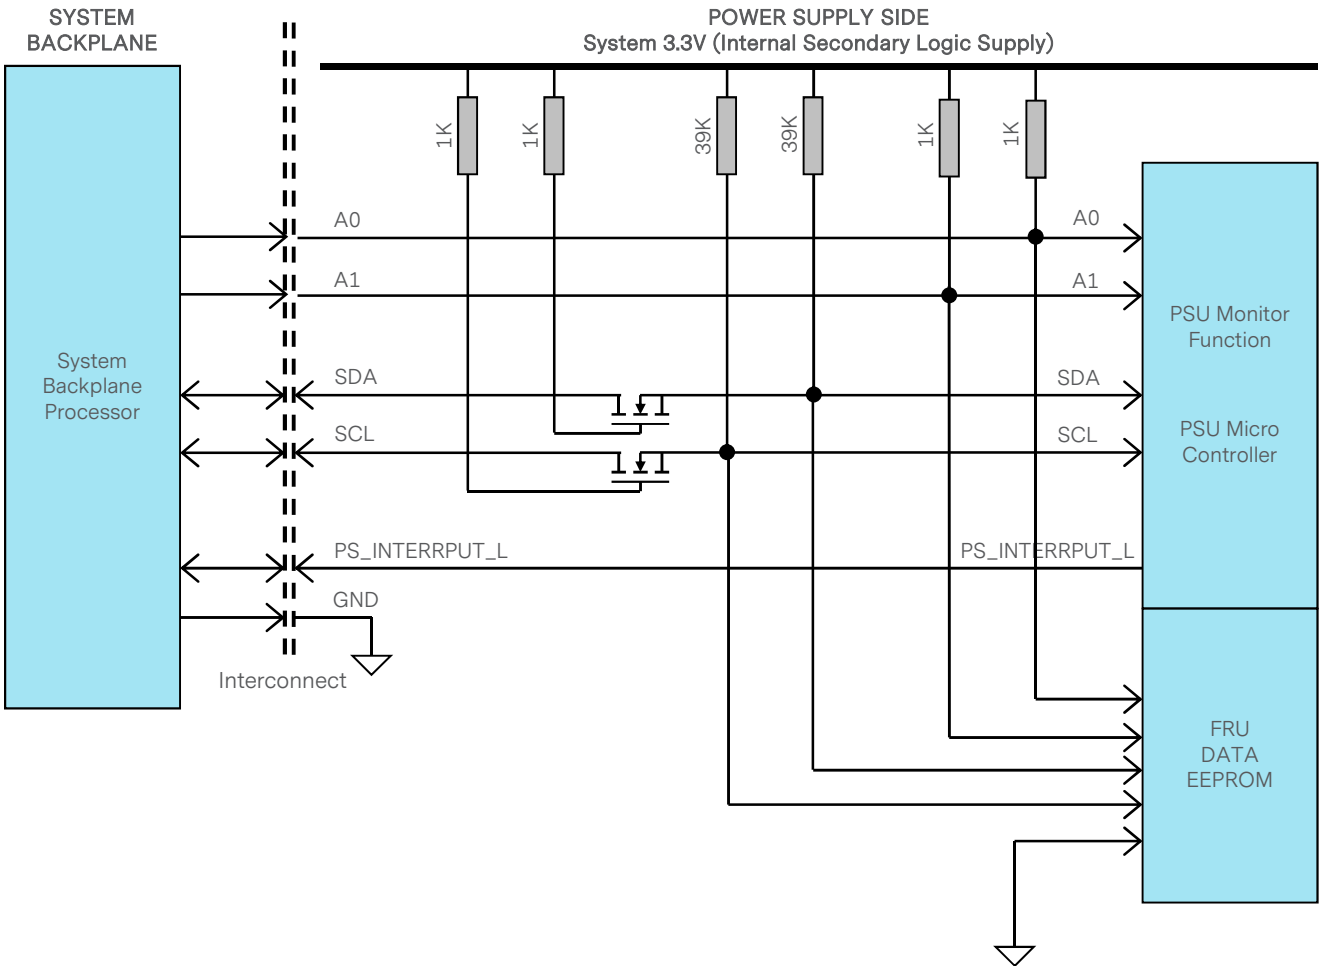 SYSTEM
BACKPLANE
POWER SUPPLY SIDE
System 3.3V (Internal Secondary Logic Supply)
1K
1K
39K
39K
1K
1K
A0
A0
A1
A1
System
Backplane
Processor
PSU Monitor
Function
SDA
SDA
SCL
SCL
PSU Micro
Controller
PS_INTERRPUT_L
PS_INTERRPUT_L
GND
Interconnect
FRU
DATA
EEPROM